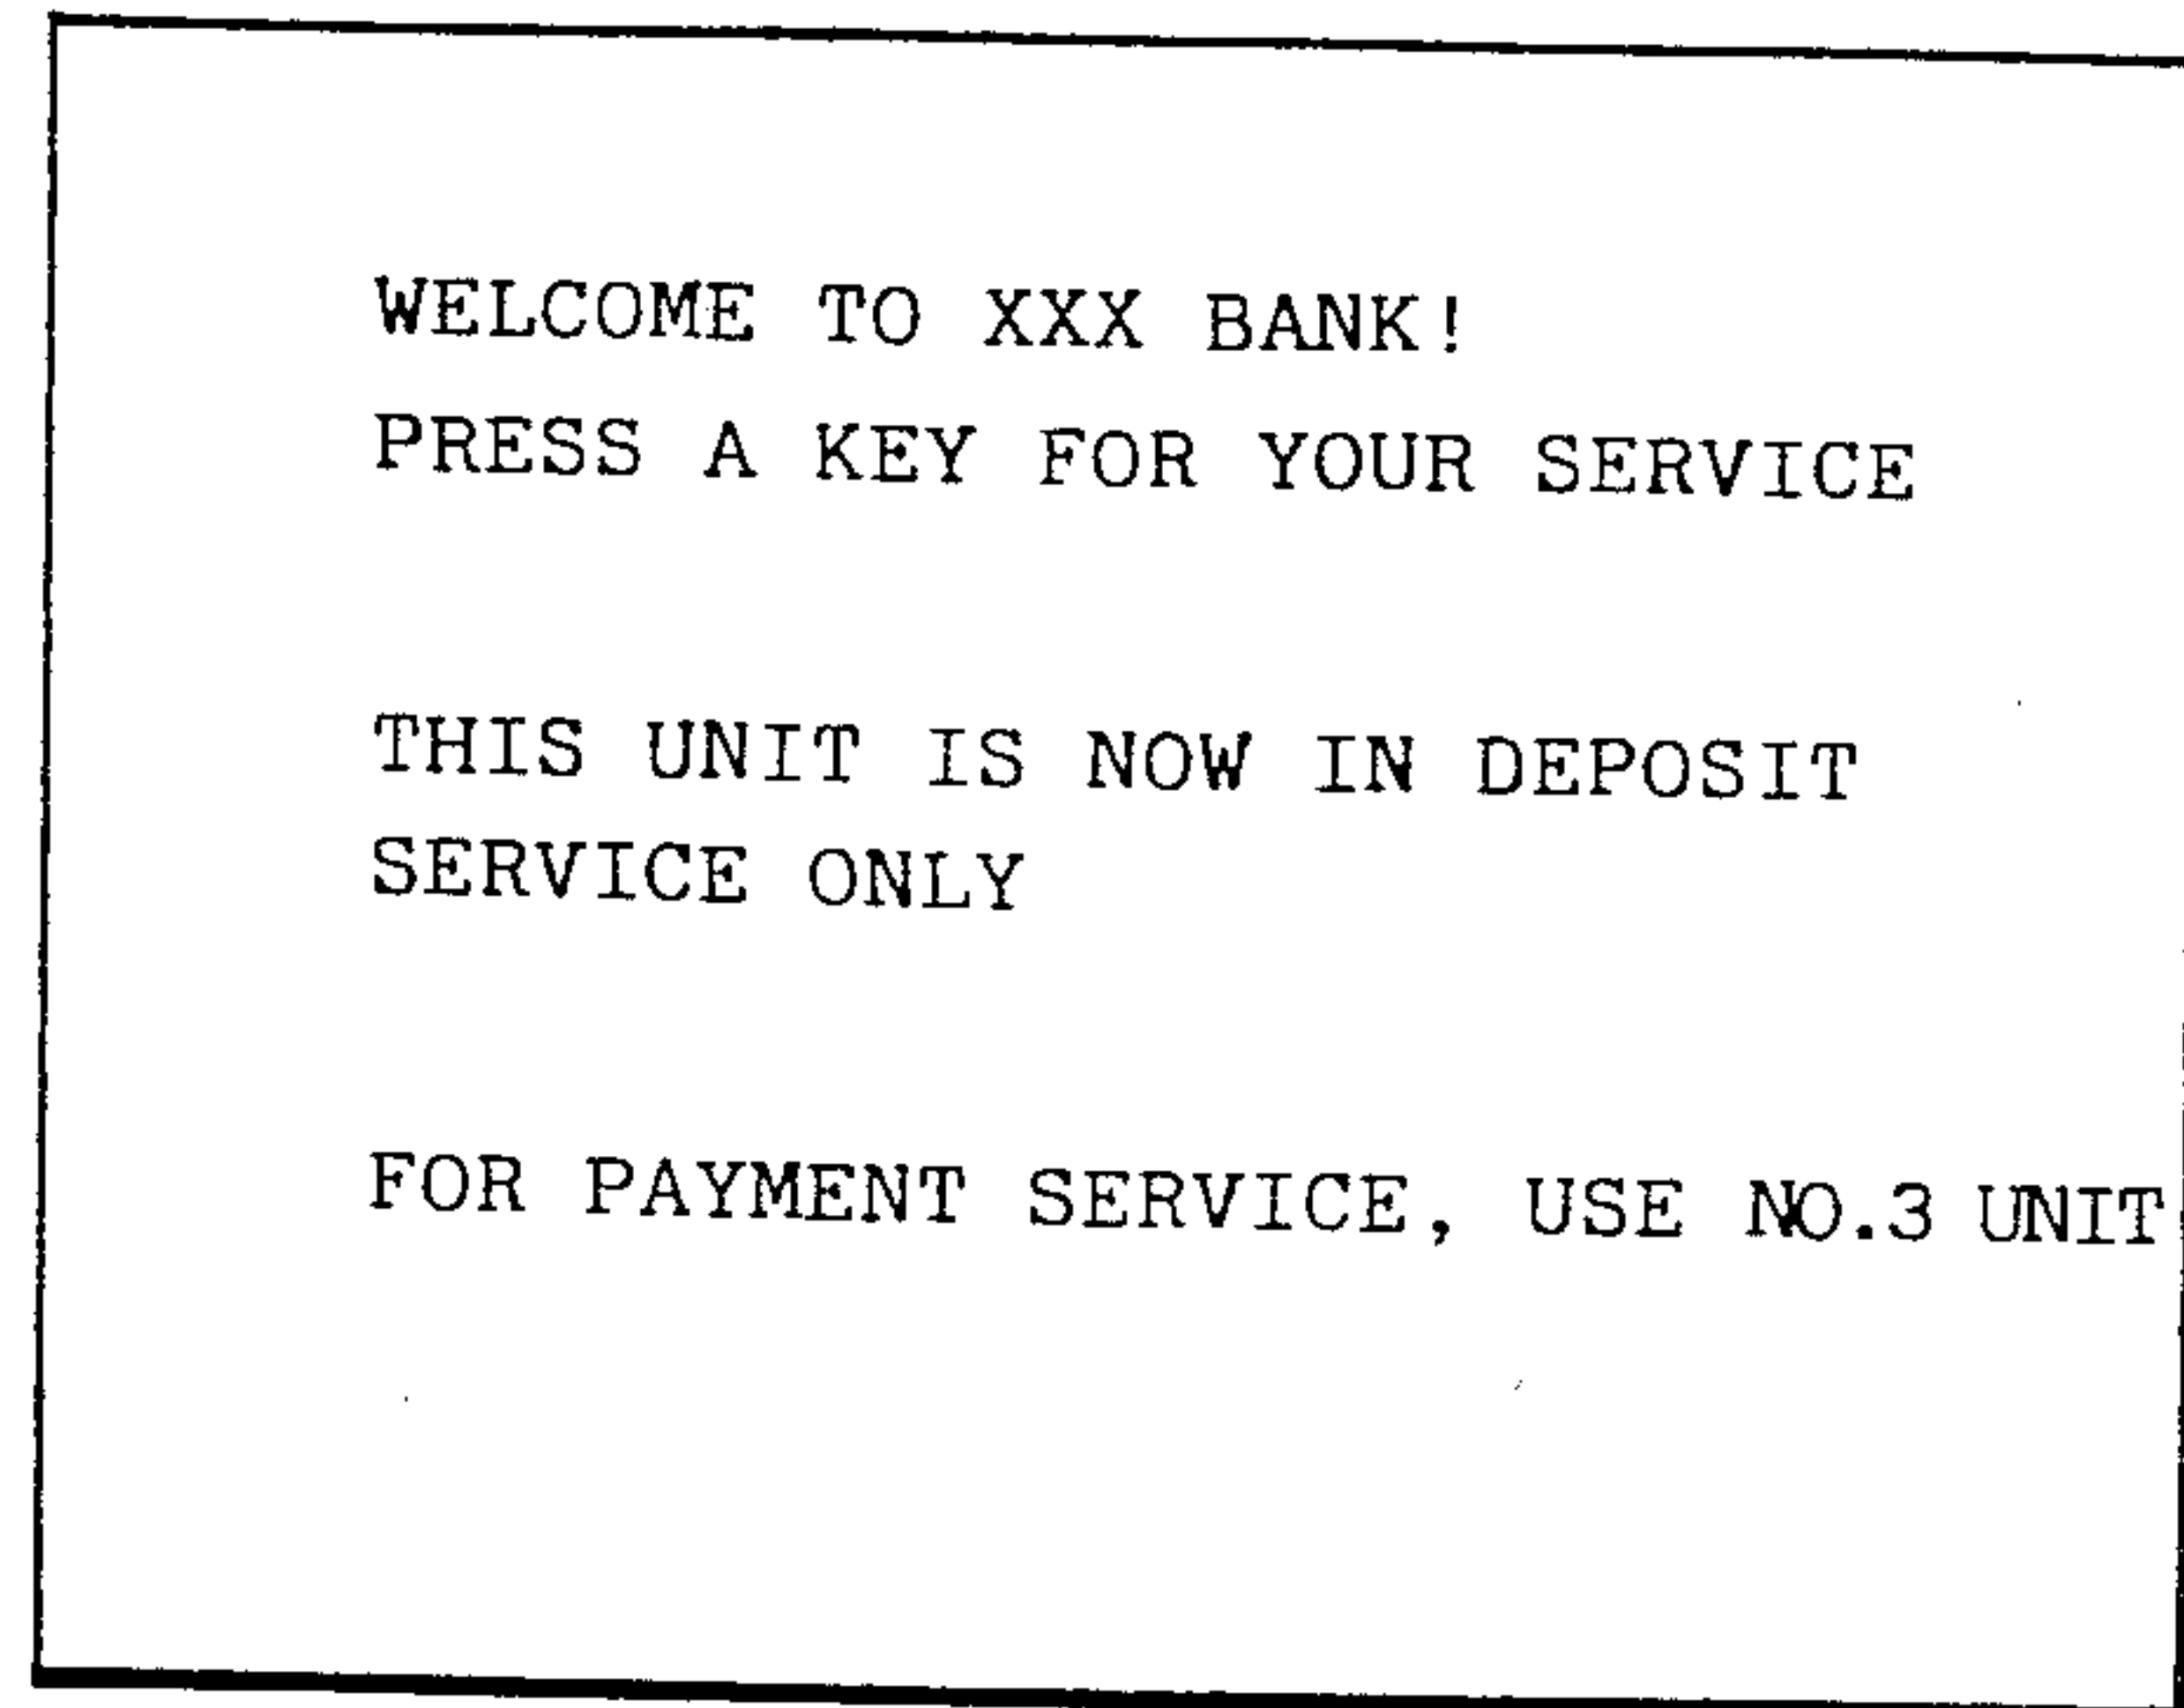 WELCOME TO XXX BANK!
PRESS A KEY FOR YOUR SERVICE
THIS UNIT IS NOW IN DEPOSIT
SERVICE ONLY
FOR PAYMENT SERVICE, USE NO.3 UNIT